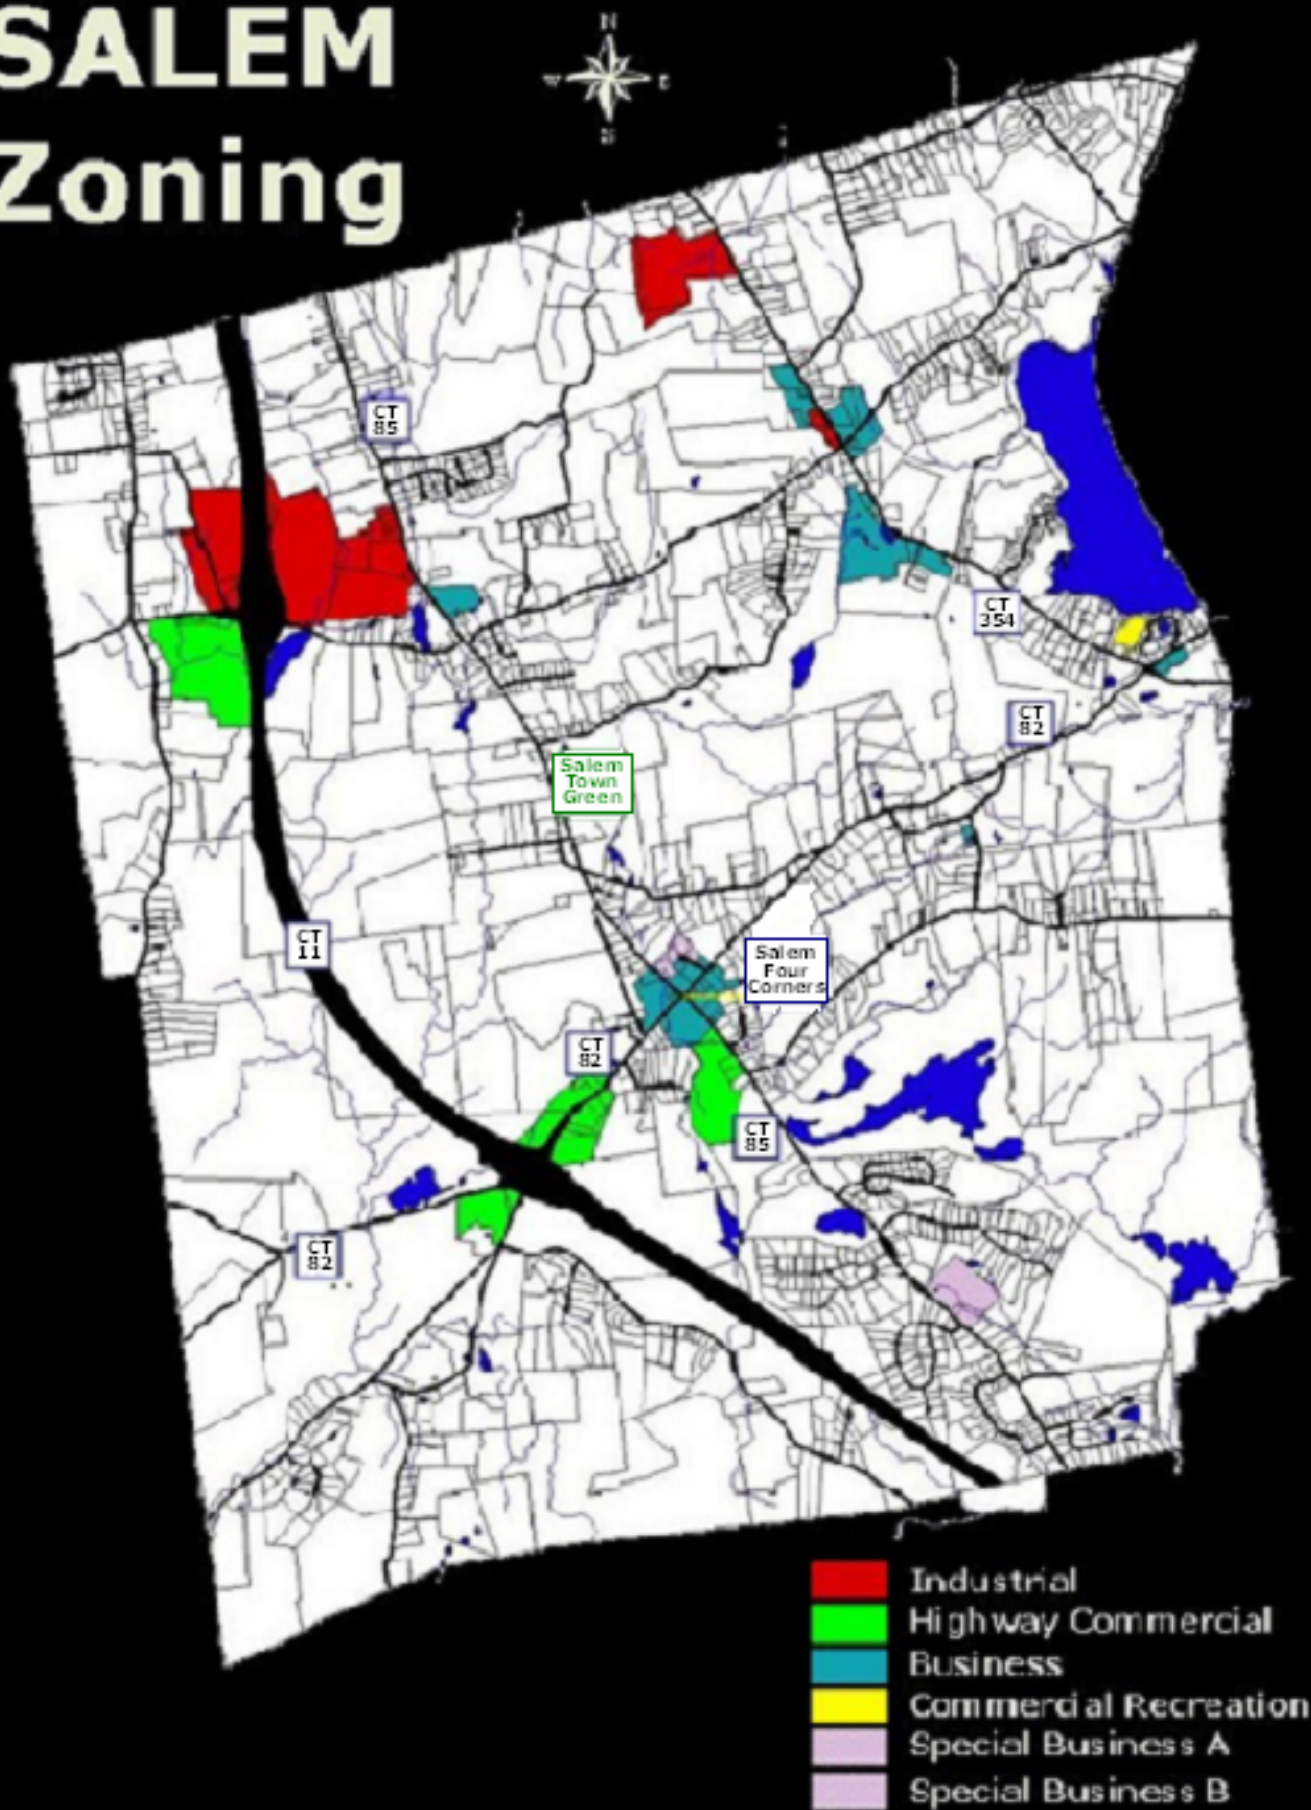 SALEM
Zoning
N
W
E
S
CT
85
CT
354
CT
82
Salem
Town
Green
CT
11
Salem
Four
Corners
CT
82
CT
85
CT
82
Industrial
Highway Commercial
Business
Commercial Recreation
Special Business A
Special Business B